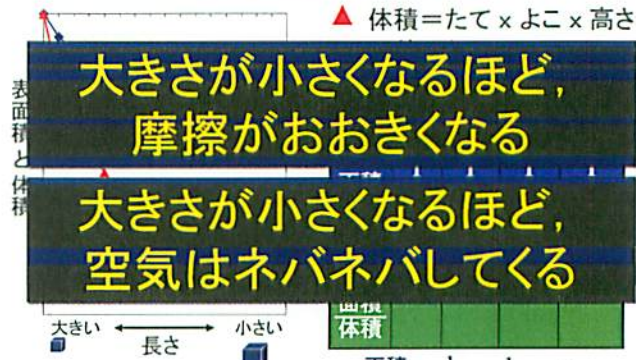 ▲ 体積＝たて x よこ x 高さ
大きさが小さくなるほど,
摩擦がおおきくなる
表面積と体積
大きさが小さくなるほど,
空気はネバネバしてくる
面積
体積
大きい
小さい
長さ